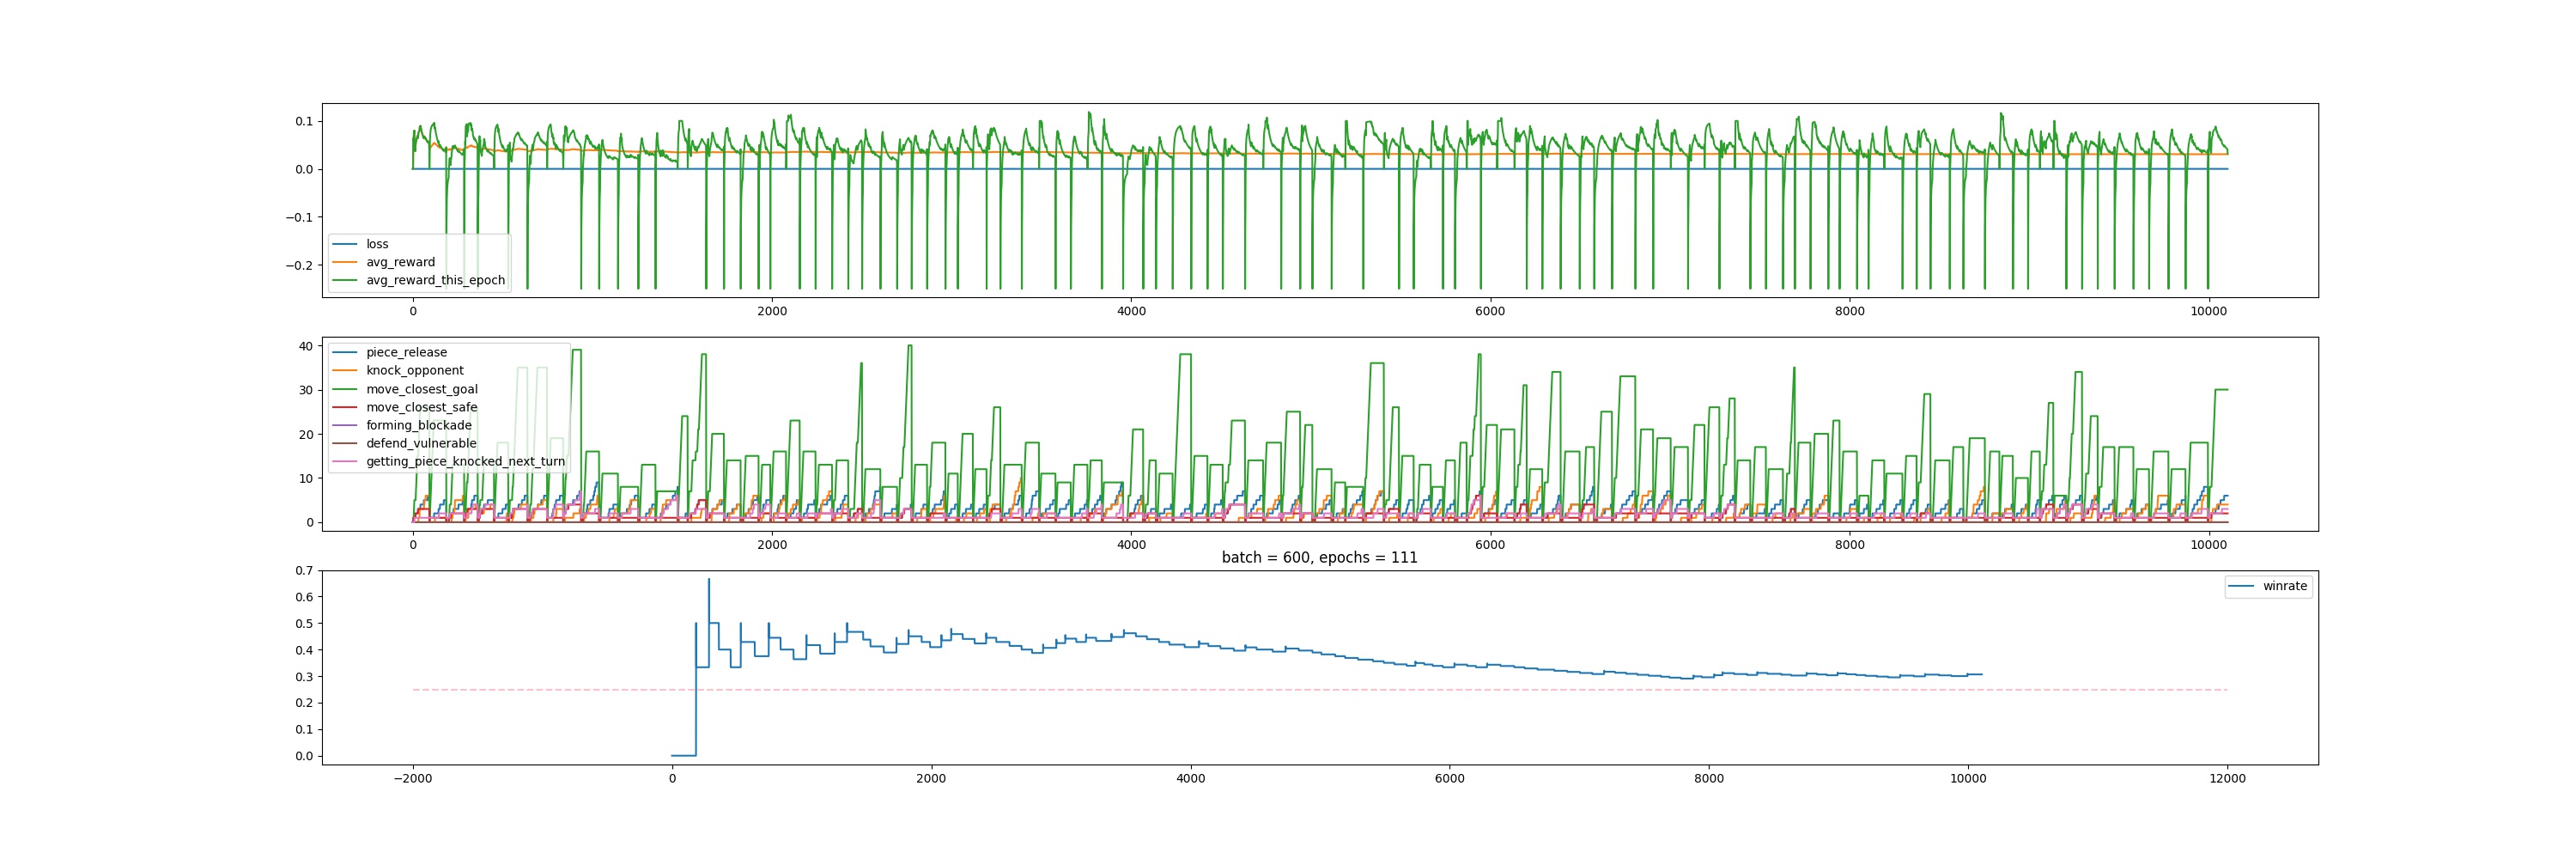 0.1
0.0
−0.1
−0.2
loss
avg_reward
avg_reward_this_epoch
0 2000 4000 6000 8000 10000
40
30
20
10
0
piece_release
knock_opponent
move_closest_goal
move_closest_safe
forming_blockade
defend_vulnerable
getting_piece_knocked_next_turn
0 2000 4000 6000 8000 10000
batch = 600, epochs = 111
0.7
0.6
0.5
0.4
0.3
0.2
0.1
0.0
winrate
−2000 0 2000 4000 6000 8000 10000 12000